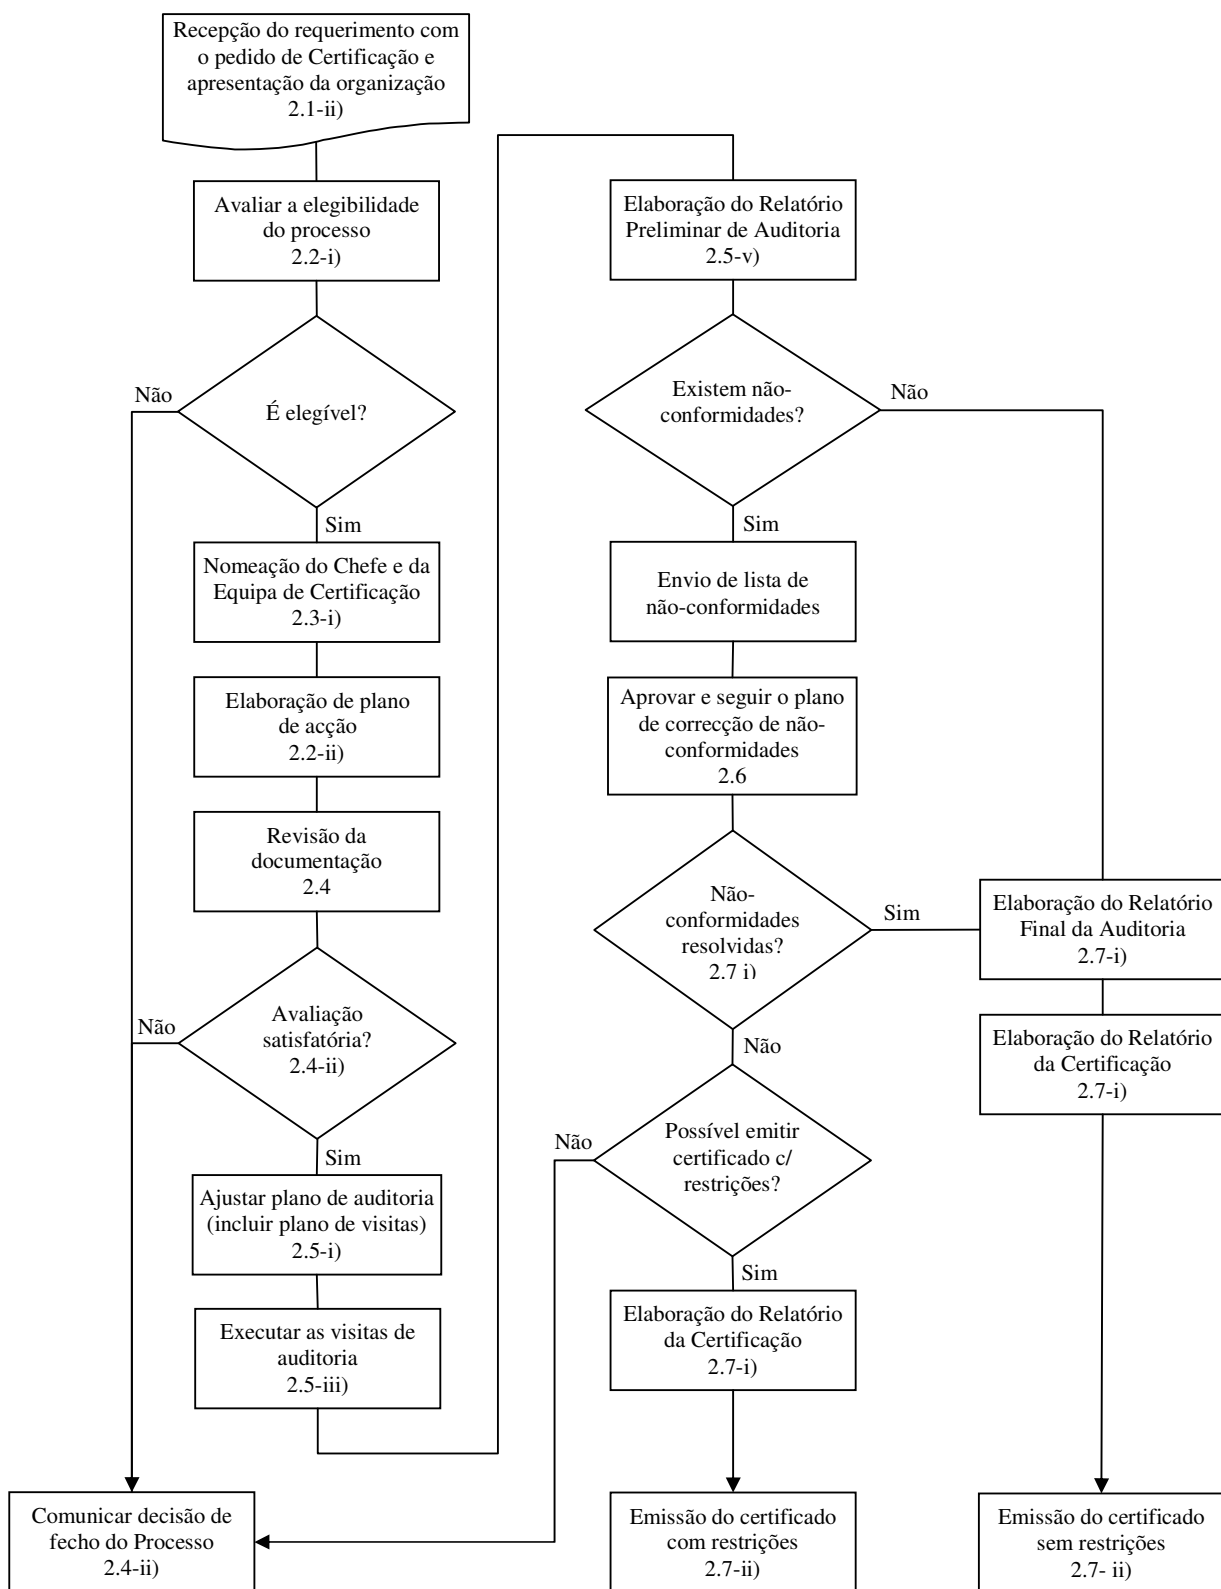 Recepção do requerimento com
o pedido de Certificação e
apresentação da organização
2.1-ii)
Avaliar a elegibilidade
do processo
2.2-i)
É elegível?
Não
Sim
Nomeação do Chefe e da
Equipa de Certificação
2.3-i)
Elaboração de plano
de acção
2.2-ii)
Revisão da
documentação
2.4
Avaliação
satisfatória?
2.4-ii)
Não
Sim
Ajustar plano de auditoria
(incluir plano de visitas)
2.5-i)
Executar as visitas de
auditoria
2.5-iii)
Comunicar decisão de
fecho do Processo
2.4-ii)
Elaboração do Relatório
Preliminar de Auditoria
2.5-v)
Existem não-
conformidades?
Não
Sim
Envio de lista de
não-conformidades
Aprovar e seguir o plano
de correcção de não-
conformidades
2.6
Não-
conformidades
resolvidas?
2.7 i)
Sim
Não
Possível emitir
certificado c/
restrições?
Não
Sim
Elaboração do Relatório
da Certificação
2.7-i)
Emissão do certificado
com restrições
2.7-ii)
Elaboração do Relatório
Final da Auditoria
2.7-i)
Elaboração do Relatório
da Certificação
2.7-i)
Emissão do certificado
sem restrições
2.7- ii)